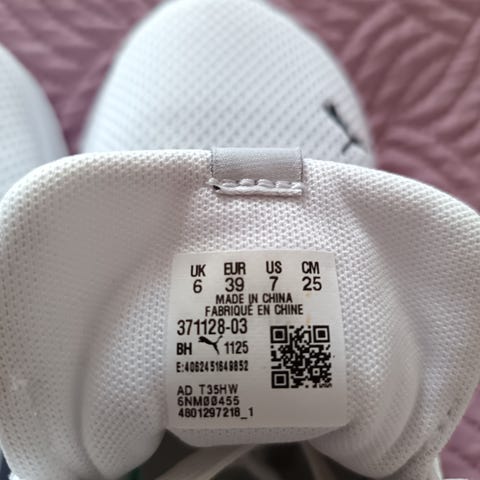 UK EUR US CM
6 39 7 25
MADE IN CHINA
FABRIQUÉ EN CHINE
371128-03
BH 1125
E:4062451649852
AD T35HW
6NM00455
4801297218_1